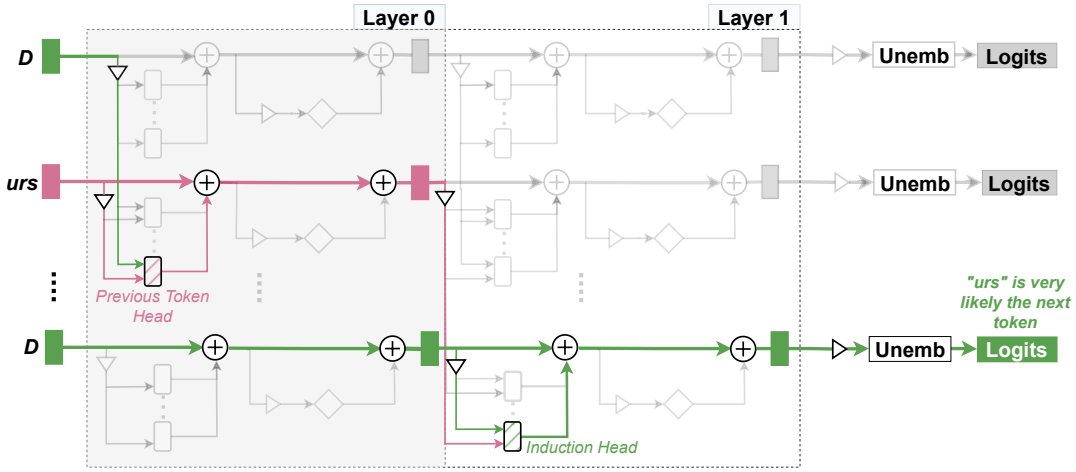 Layer 0
Layer 1
D
Unemb
Logits
urs
Unemb
Logits
Previous Token
Head
"urs" is very
likely the next
token
D
Unemb
Logits
Induction Head